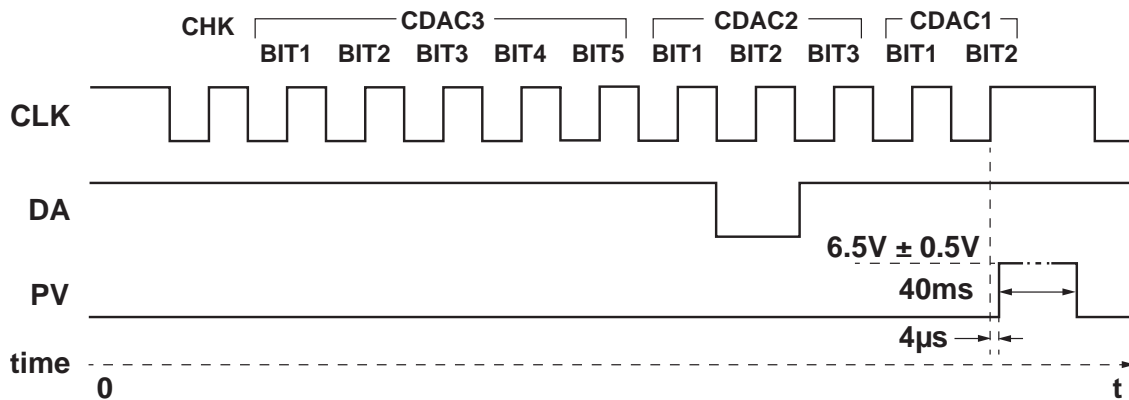 CHK CDAC3 CDAC2 CDAC1
BIT1 BIT2 BIT3 BIT4 BIT5 BIT1 BIT2 BIT3 BIT1 BIT2
CLK
DA
6.5V ± 0.5V
PV 40ms
4µs
time
0 t